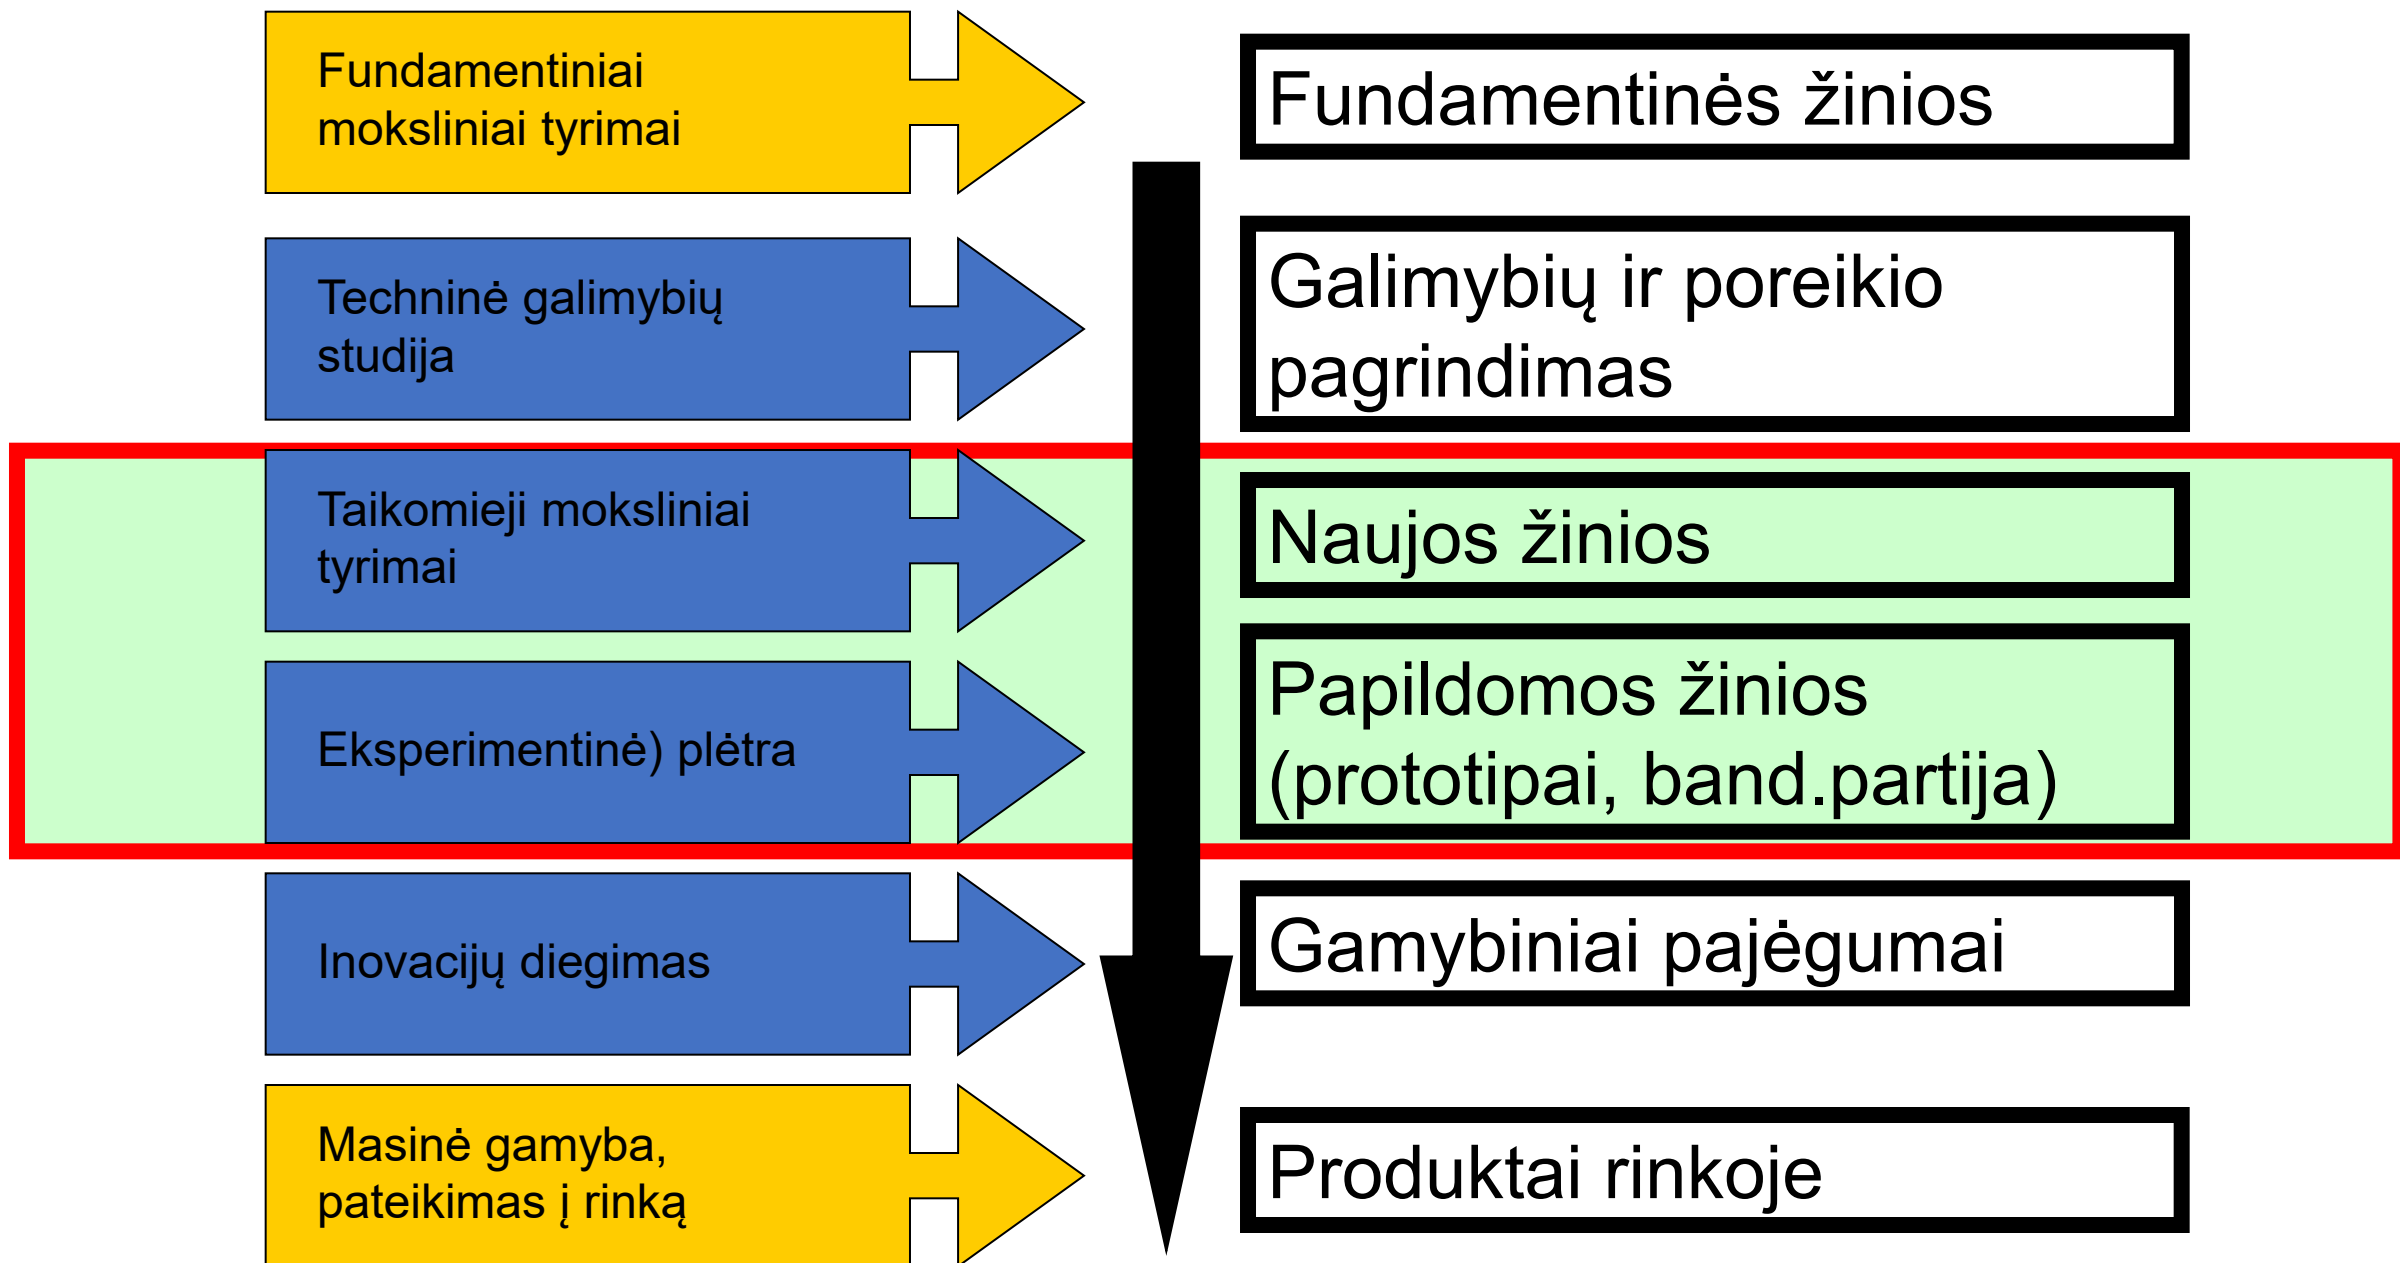 Fundamentiniai
moksliniai tyrimai
Fundamentinės žinios
Techninė galimybių
studija
Galimybių ir poreikio
pagrindimas
Taikomieji moksliniai
tyrimai
Naujos žinios
Eksperimentinė) plėtra
Papildomos žinios
(prototipai, band.partija)
Inovacijų diegimas
Gamybiniai pajėgumai
Masinė gamyba,
pateikimas į rinką
Produktai rinkoje